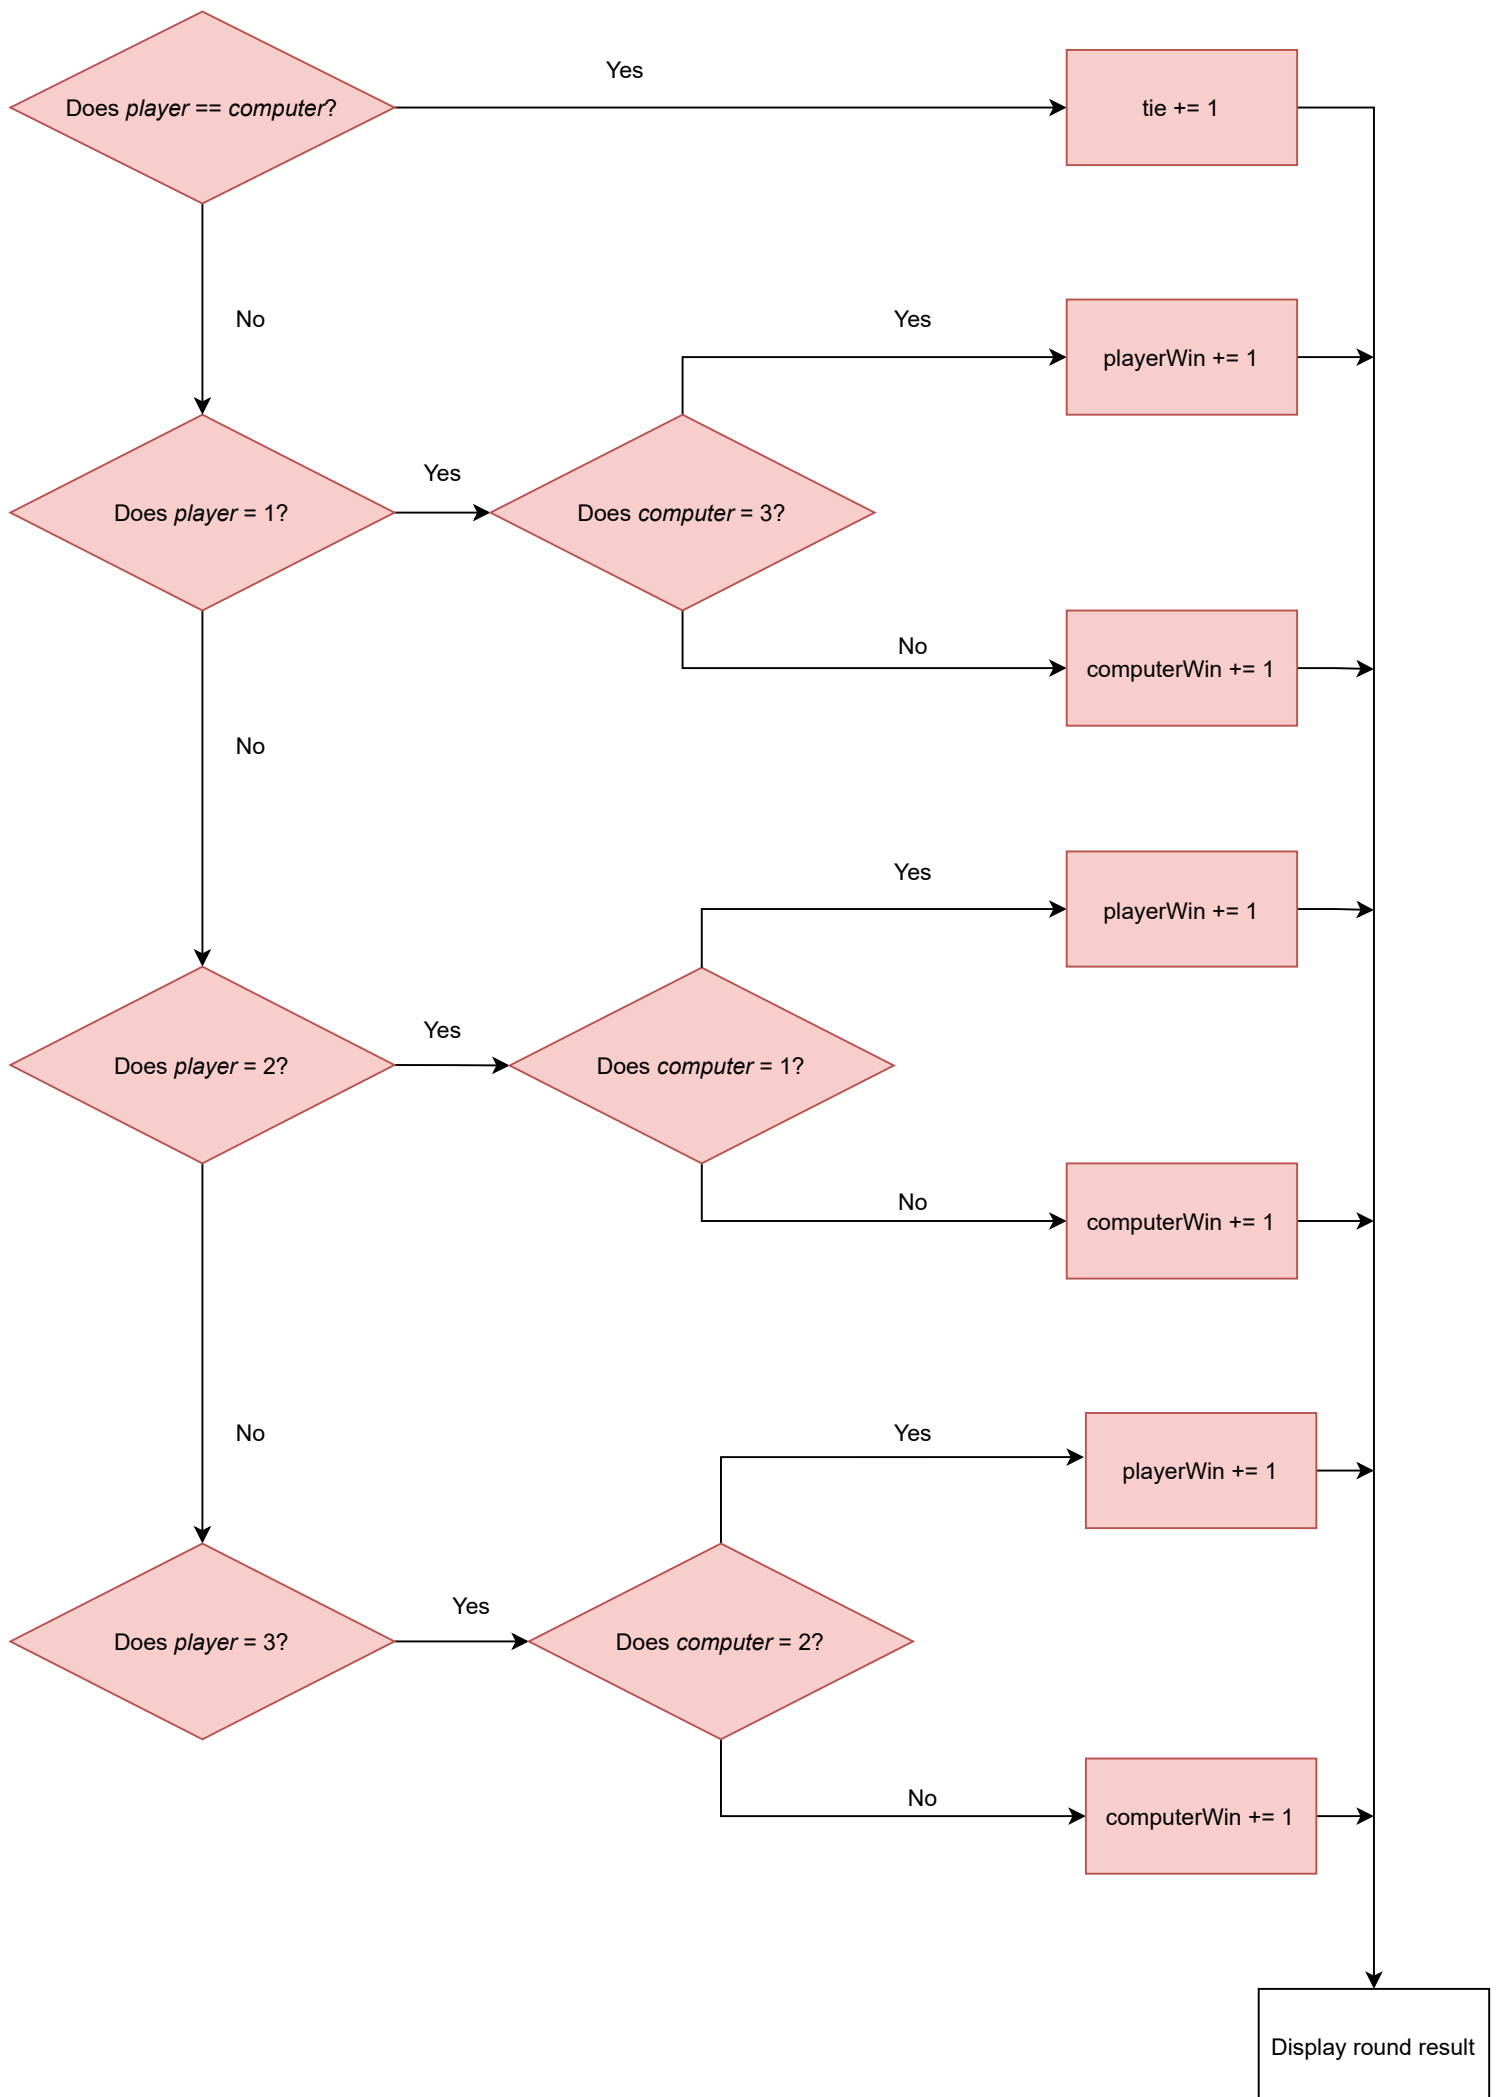 Yes
Does player == computer?
tie += 1
No
Yes
playerWin += 1
Yes
Does player = 1?
Does computer = 3?
No
computerWin += 1
No
Yes
playerWin += 1
Yes
Does player = 2?
Does computer = 1?
No
computerWin += 1
No
Yes
playerWin += 1
Yes
Does player = 3?
Does computer = 2?
No
computerWin += 1
Display round result